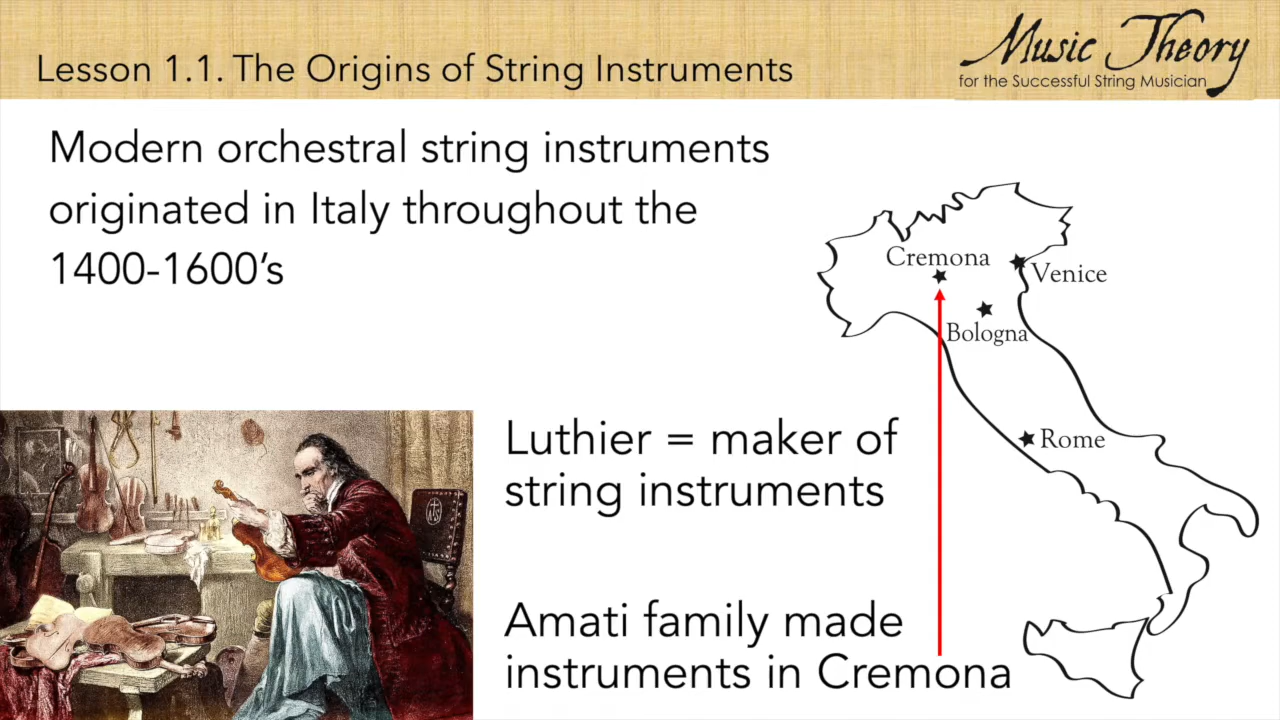 Lesson 1.1. The Origins of String Instruments
Music Theory
for the Successful String Musician
Modern orchestral string instruments
originated in Italy throughout the
1400-1600’s
Cremona
Venice
Bologna
Rome
Luthier = maker of
string instruments
Amati family made
instruments in Cremona